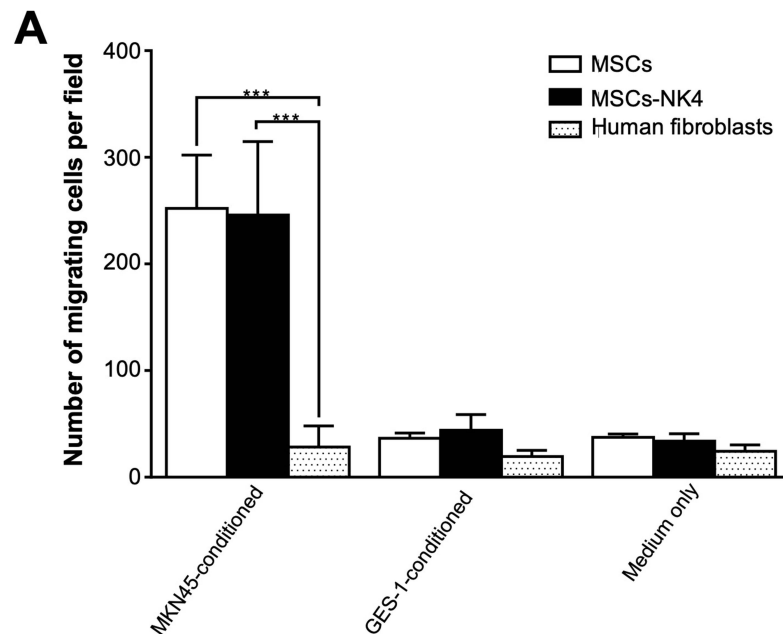 A
Number of migrating cells per field
400
300
200
100
0
***
***
MSCs
MSCs-NK4
Human fibroblasts
MKN45-conditioned
GES-1-conditioned
Medium only